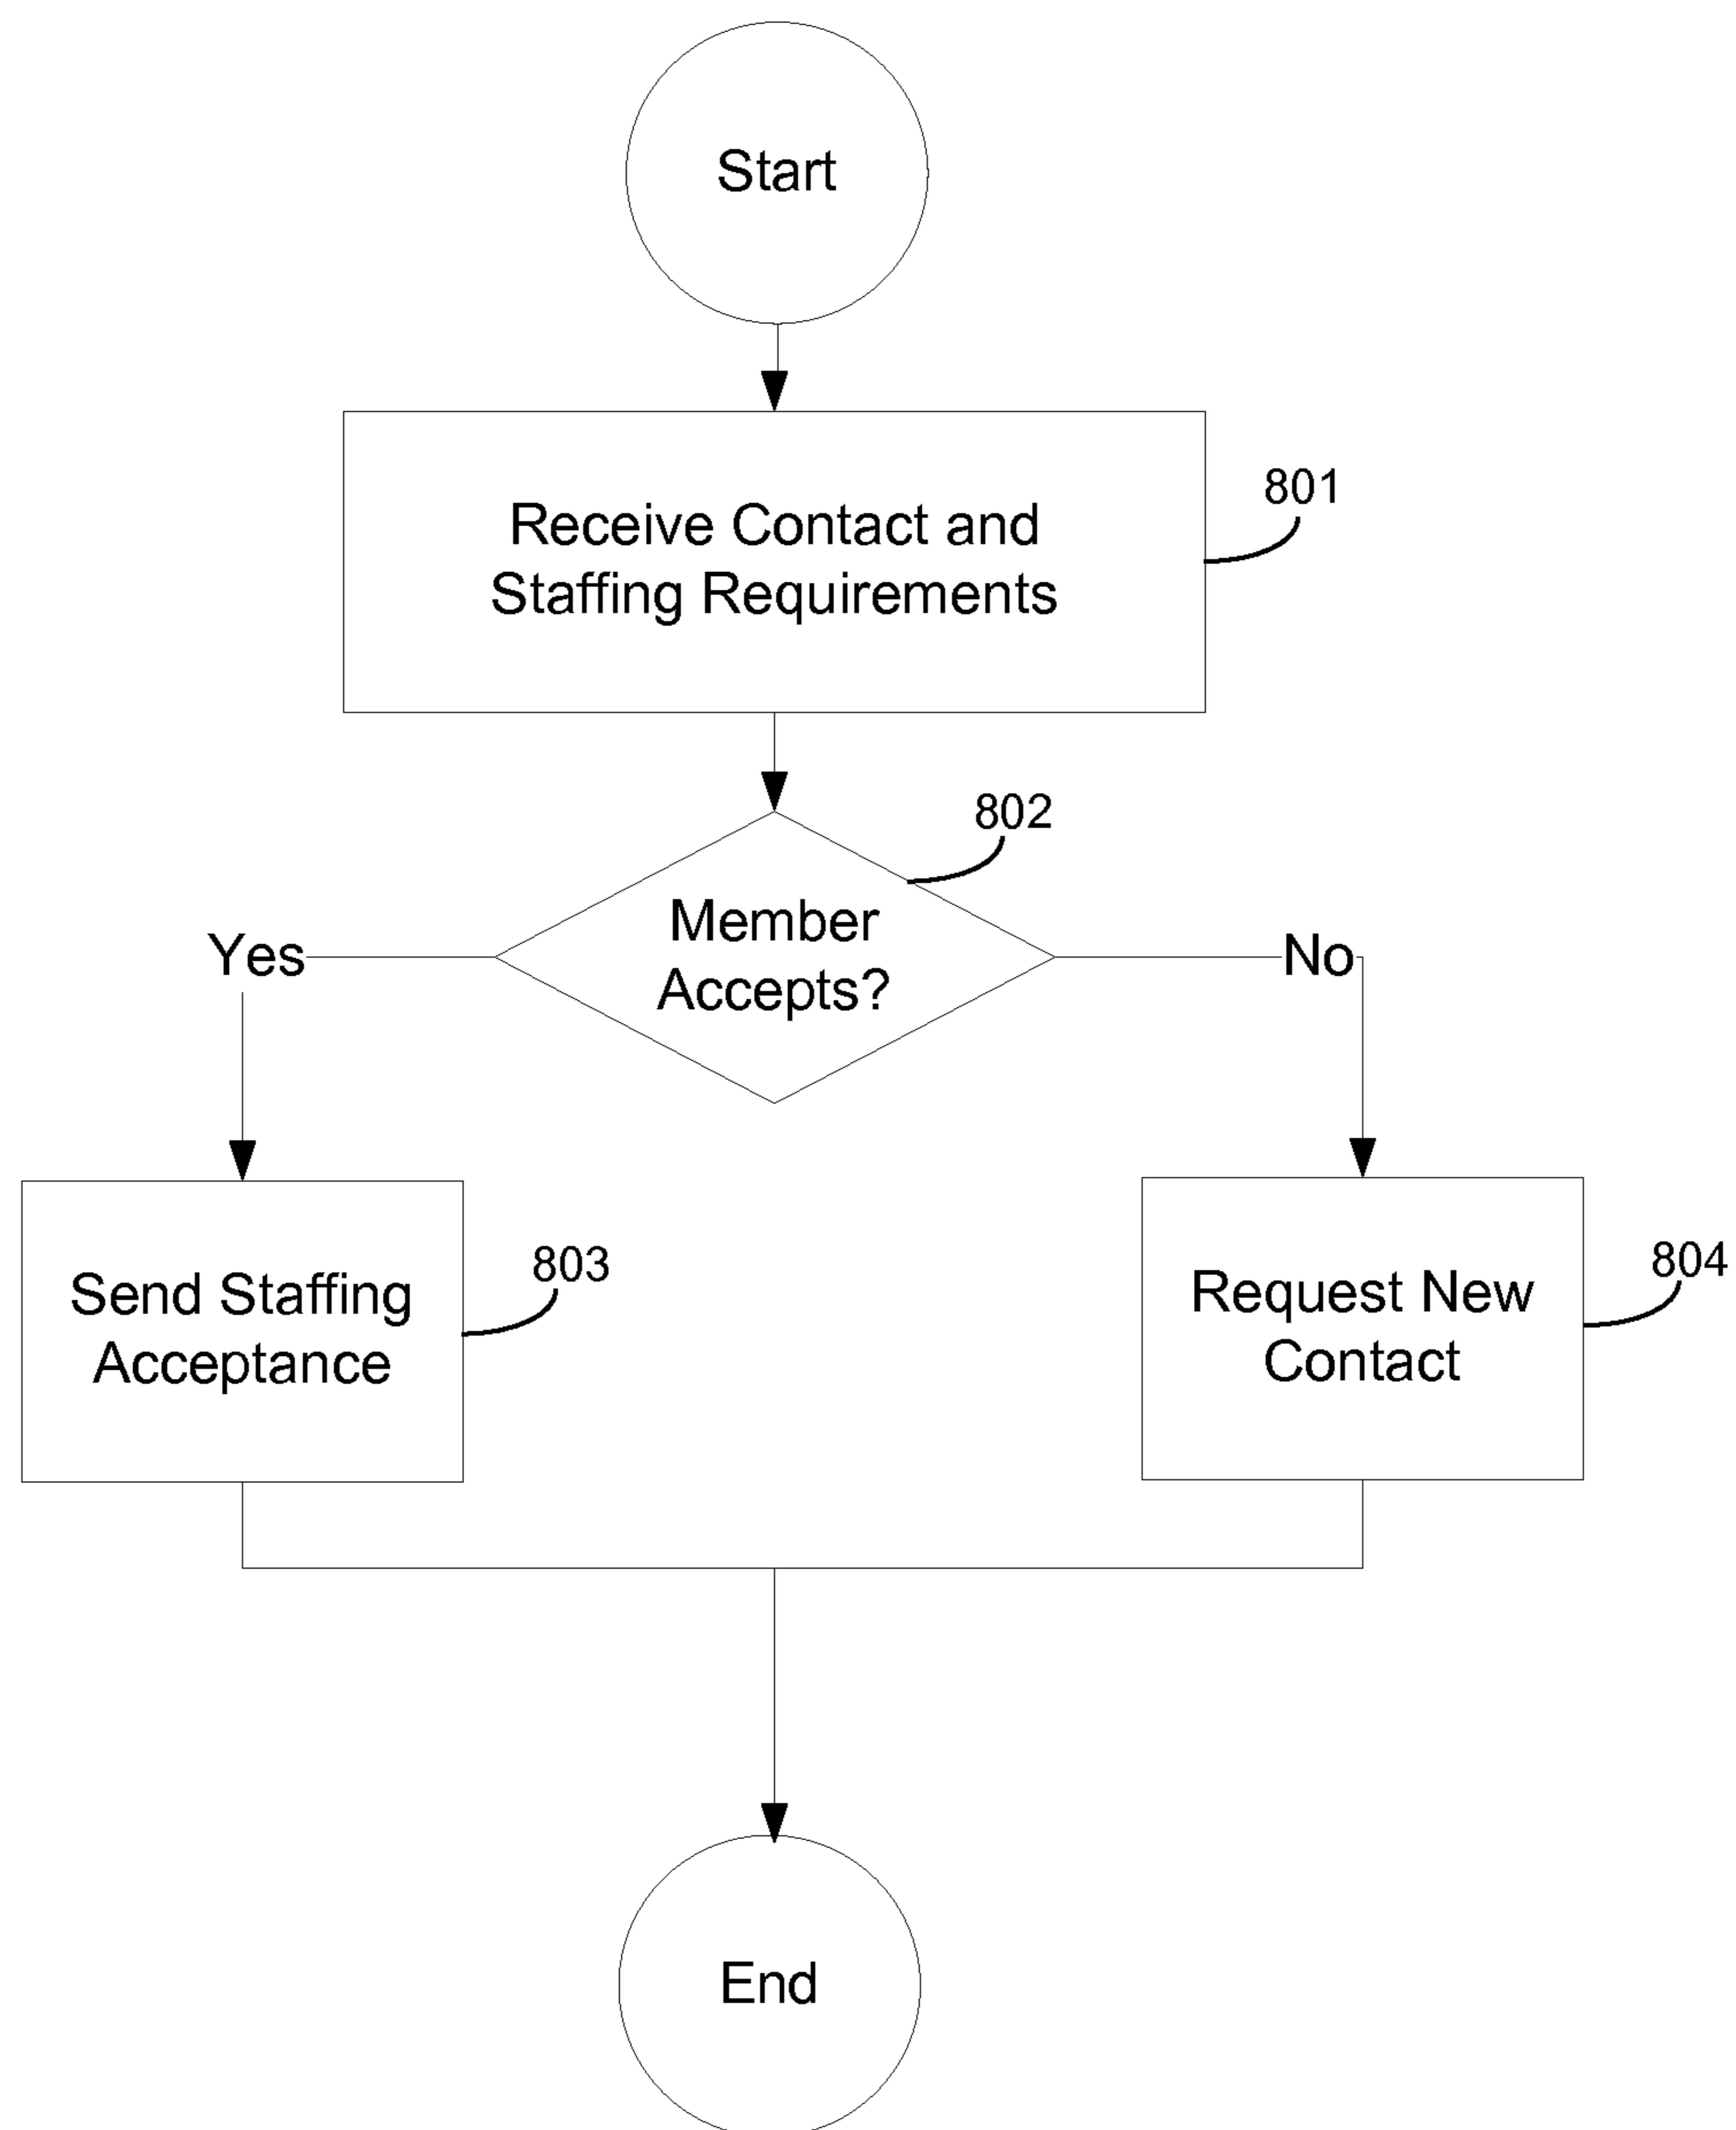 Start
Receive Contact and
Staffing Requirements
801
802
Member
Accepts?
Yes
No
Send Staffing
Acceptance
803
Request New
Contact
804
End